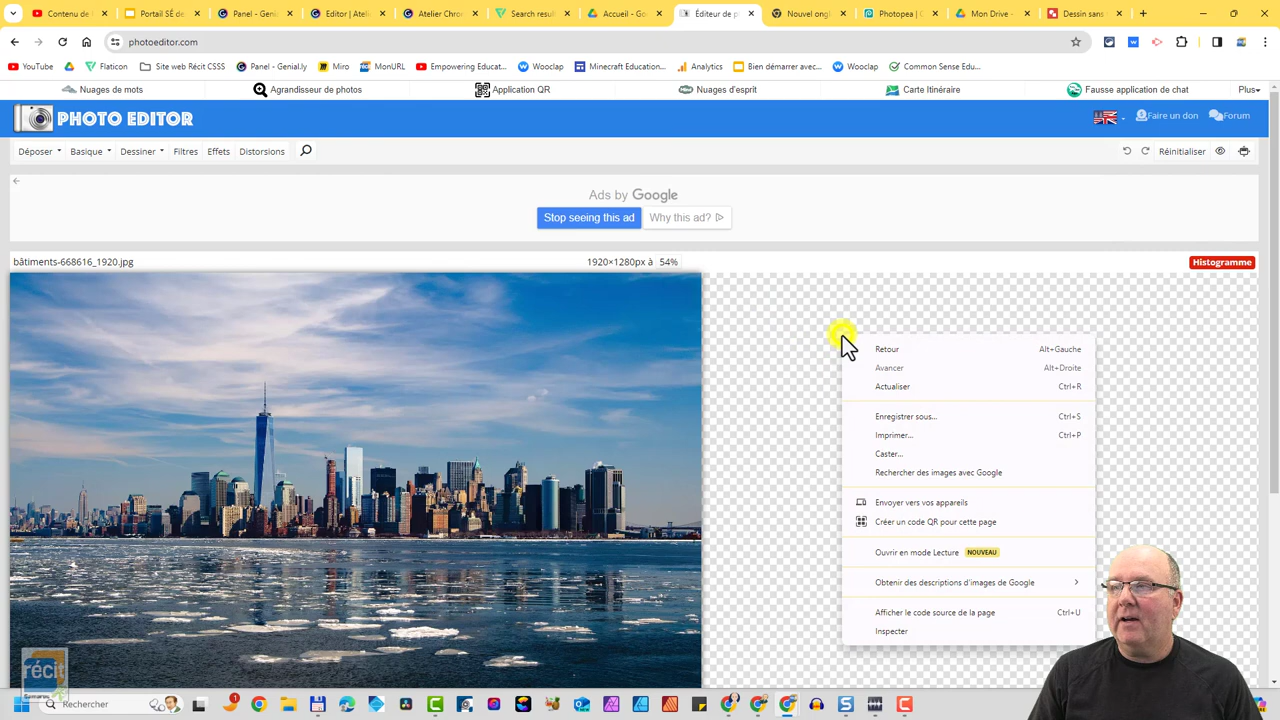 Contenu de l
Portail SÉ de
Panel - Genia
Editor | Atelie
Atelier Chro
Search resul
Accueil - Goo
Éditeur de p
Nouvel ongl
Photopea | O
Mon Drive -
Dessin sans
photoeditor.com
YouTube
Flaticon
Site web Récit CSSS
Panel - Genial.ly
Miro
MonURL
Empowering Educat...
Wooclap
Minecraft Education...
Analytics
Bien démarrer avec...
Wooclap
Common Sense Edu...
Nuages de mots
Agrandisseur de photos
Application QR
Nuages d'esprit
Carte Itinéraire
Fausse application de chat
Plus
PHOTO EDITOR
Faire un don
Forum
Déposer
Basique
Dessiner
Filtres
Effets
Distorsions
Réinitialiser
Ads by Google
Stop seeing this ad
Why this ad?
bâtiments-668616_1920.jpg
1920×1280px à 54%
Histogramme
Retour Alt+Gauche
Avancer Alt+Droite
Actualiser Ctrl+R
Enregistrer sous... Ctrl+S
Imprimer... Ctrl+P
Caster...
Rechercher des images avec Google
Envoyer vers vos appareils
Créer un code QR pour cette page
Ouvrir en mode Lecture NOUVEAU
Obtenir des descriptions d'images de Google
Afficher le code source de la page Ctrl+U
Inspecter
récit
Rechercher
1